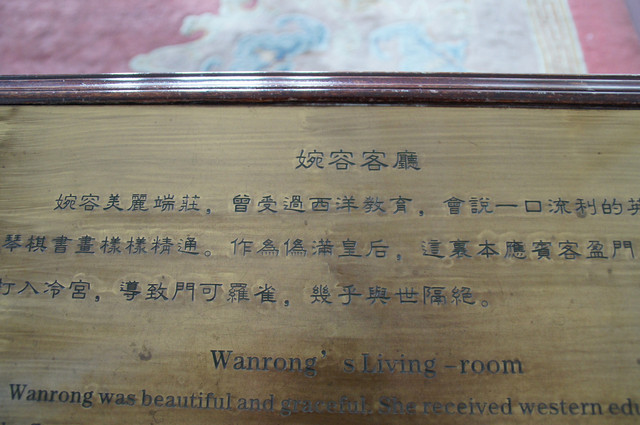 婉容客廳
婉容美麗端莊，曾受過西洋教育，會說一口流利的英
琴棋書畫樣樣精通。作為偽滿皇后，這裏本應賓客盈門
打入冷宮，導致門可羅雀，幾乎與世隔絕。
Wanrong's Living-room
Wanrong was beautiful and graceful. She received western edu